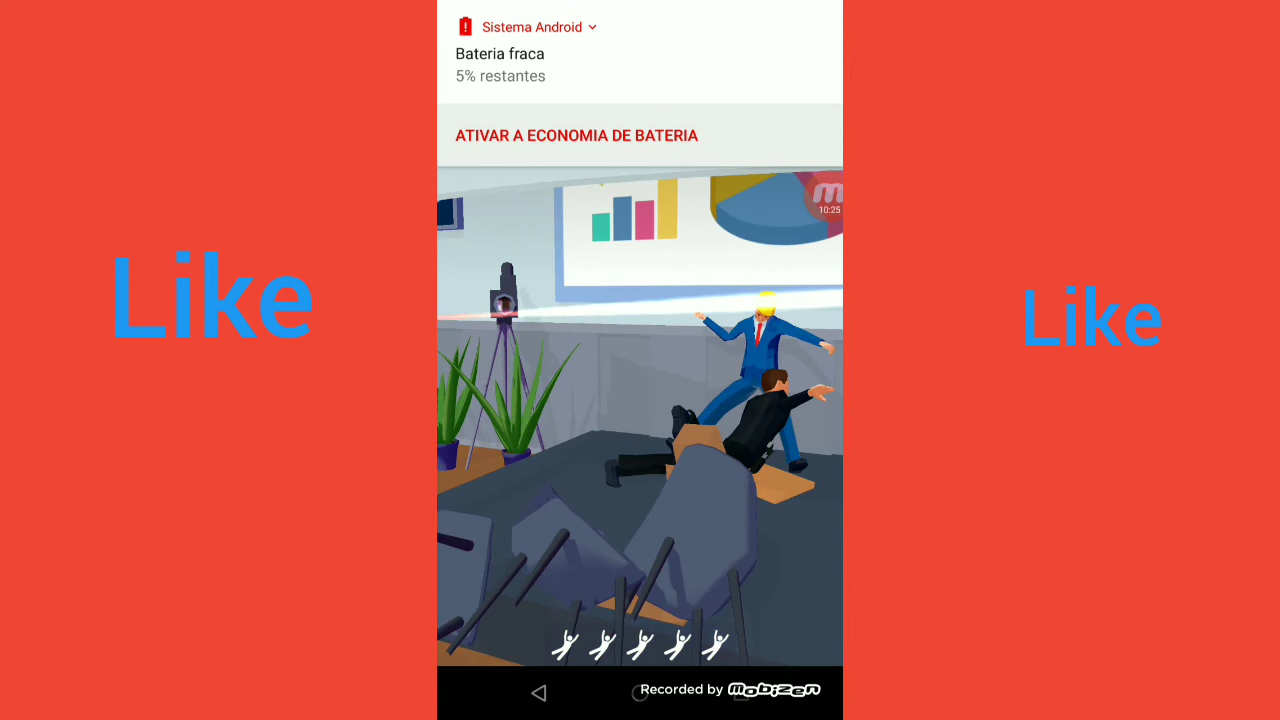 Sistema Android
Bateria fraca
5% restantes
ATIVAR A ECONOMIA DE BATERIA
10:25
Like
Like
Recorded by mobizen